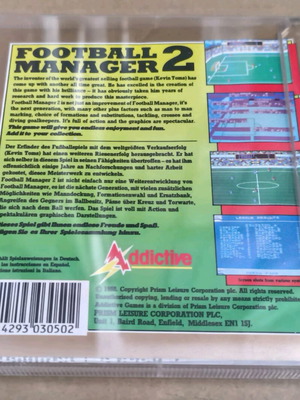 FOOTBALL
MANAGER 2
The inventor of the world's greatest selling football game (Kevin Toms) has
come up with another all time great. He has excelled in the creation
of this game with his brilliance – it has obviously taken him years of
research and hard work to produce this masterpiece.
Football Manager 2 is not just an improvement of Football Manager, it's
the next generation, with many other plus factors such as man to man
marking, choice of formations and substitutions, tackling, crosses and
diving goalkeepers. It's full of action and the graphics are spectacular.
This game will give you endless enjoyment and fun.
Add it to your collection.
Der Erfinder des Fußballspiels mit dem weltgrößten Verkaufserfolg
(Kevin Toms) hat einen weiteren Riesenerfolg herausgebracht. Er hat
sich selber in diesem Spiel in seinen Fähigkeiten übertroffen – es hat ihm
offensichtlich einige Jahre an Nachforschungen und harter Arbeit
gekostet, dieses Meisterwerk zu entwickeln.
Football Manager 2 ist nicht einfach nur eine Weiterentwicklung von
Football Manager, es ist die nächste Generation, mit vielen zusätzlichen
Möglichkeiten wie Manndeckung, Formationswahl und Ersatzbank,
Angreifen des Gegners im Ballbesitz, Pässe über Kreuz und Torwarte,
die sich nach dem Ball werfen. Das Spiel ist voll mit Action und
spektakulären graphischen Darstellungen.
Dieses Spiel gibt Ihnen endlose Freude und Spaß.
Fügen Sie es Ihrer Spielesammlung hinzu.
Spielanweisungen in Deutsch.
las instrucciones en Español.
istruzioni in Italiano.
Addictive
4293 030502
© 1988, Copyright Prism Leisure Corporation plc. All rights reserved.
Unauthorised copying, lending or resale by any means strictly prohibited
Addictive Games is a division of Prism Leisure Corporation plc.
PRISM LEISURE CORPORATION PLC,
Unit 1, Baird Road, Enfield, Middlesex EN1 1SJ.
LEAGUE RESULTS